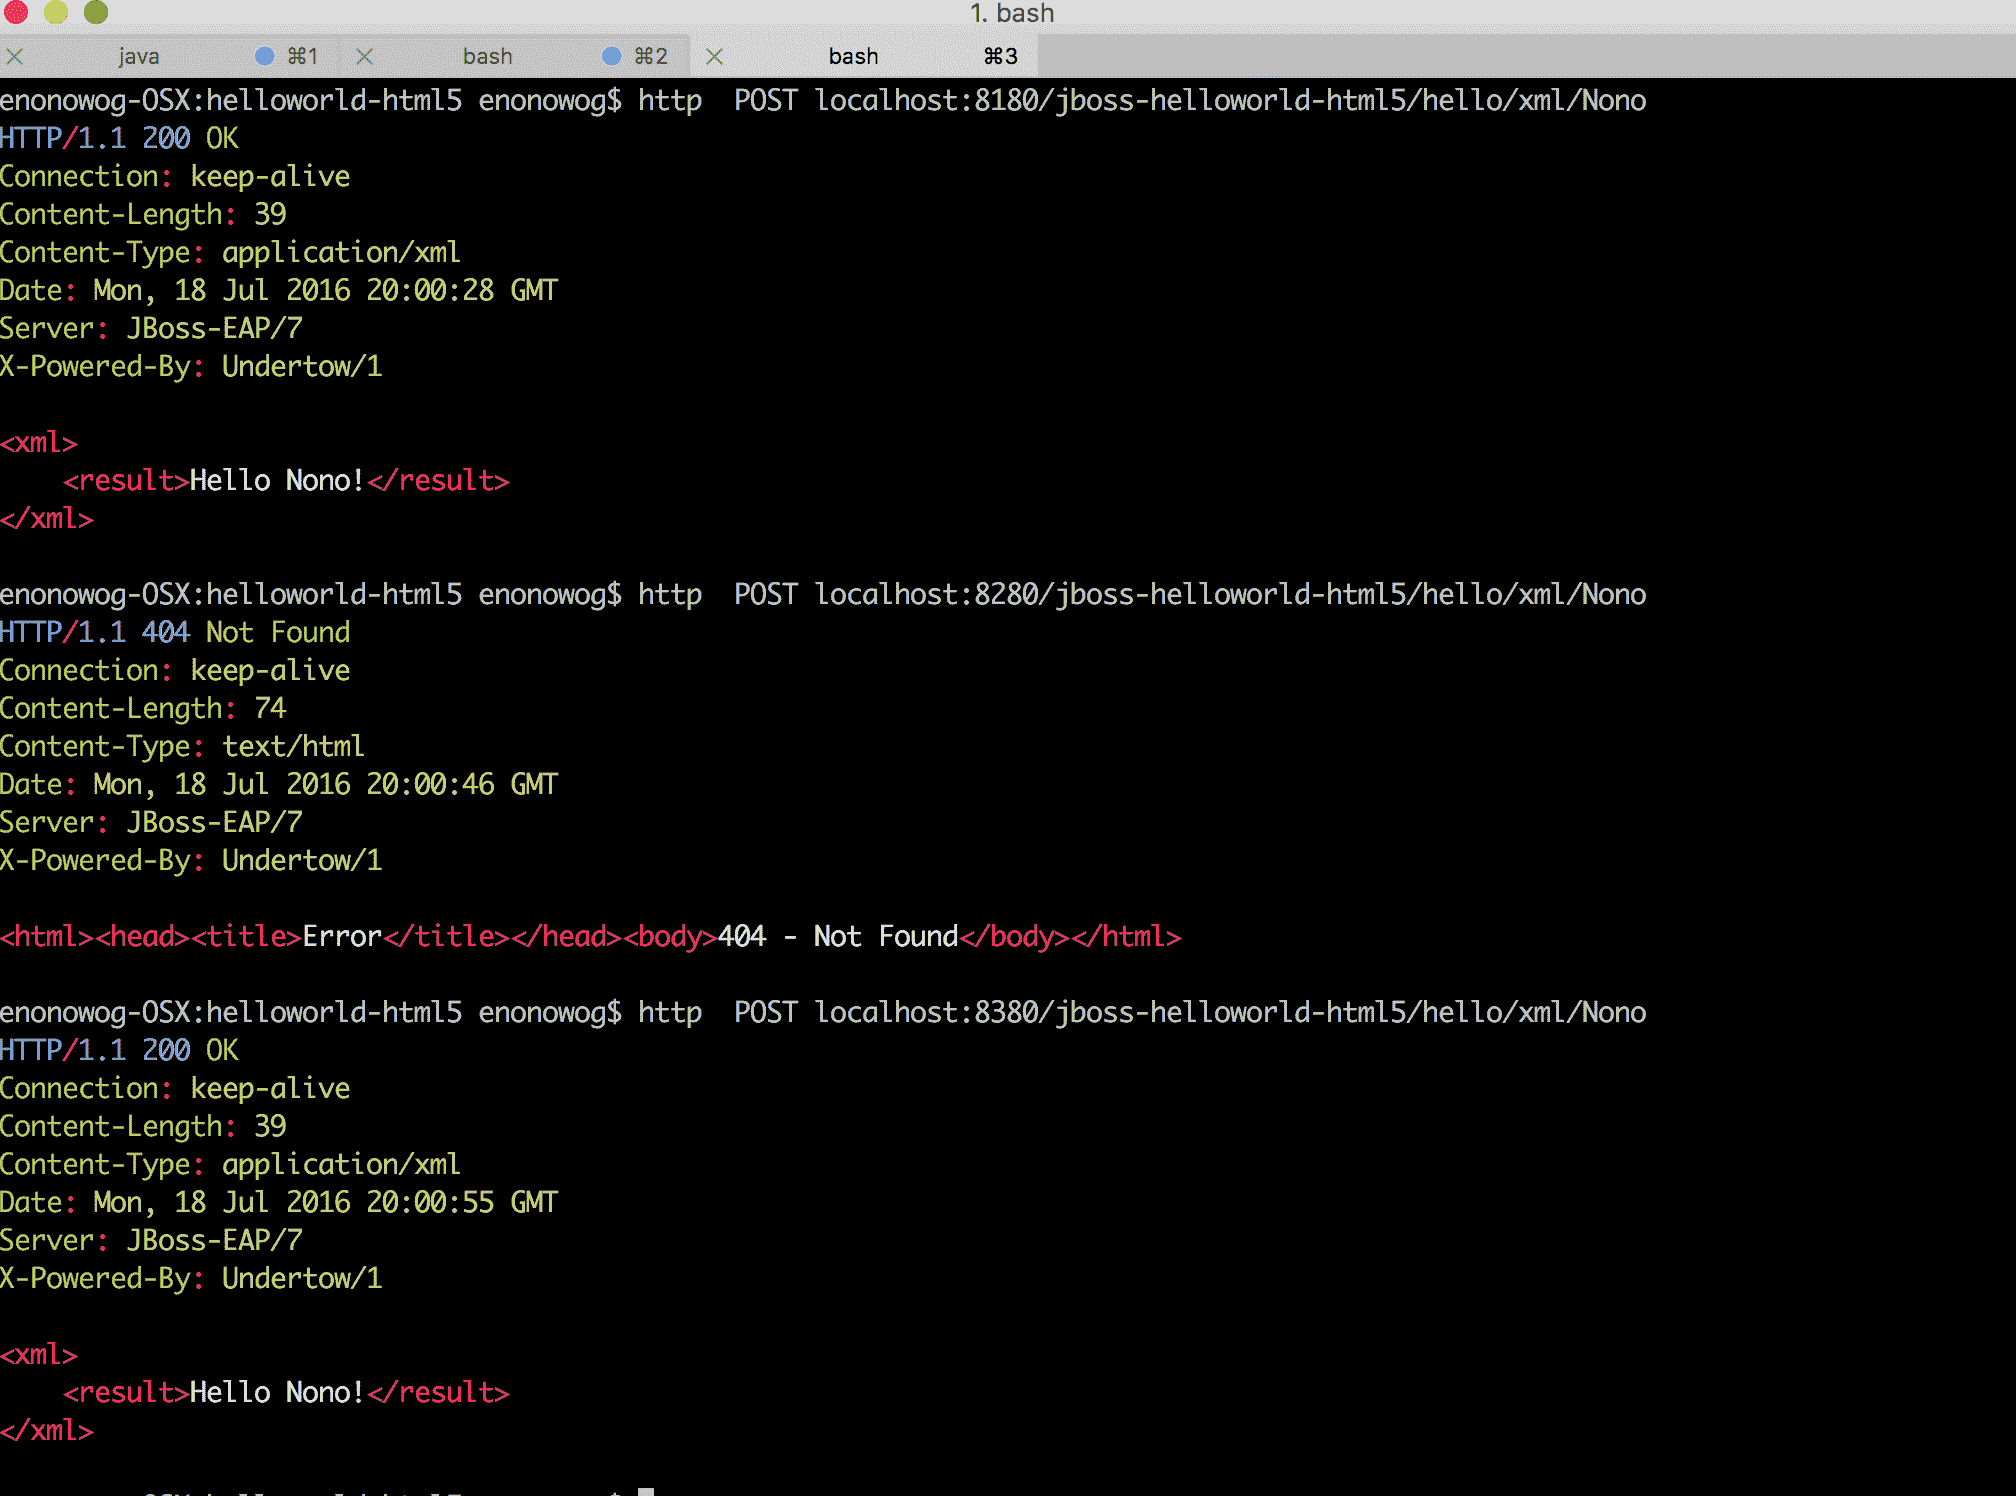 1. bash
java ⌘1 bash ⌘2 bash ⌘3
enonowog-OSX:helloworld-html5 enonowog$ http  POST localhost:8180/jboss-helloworld-html5/hello/xml/Nono
HTTP/1.1 200 OK
Connection: keep-alive
Content-Length: 39
Content-Type: application/xml
Date: Mon, 18 Jul 2016 20:00:28 GMT
Server: JBoss-EAP/7
X-Powered-By: Undertow/1
<xml>
    <result>Hello Nono!</result>
</xml>
enonowog-OSX:helloworld-html5 enonowog$ http  POST localhost:8280/jboss-helloworld-html5/hello/xml/Nono
HTTP/1.1 404 Not Found
Connection: keep-alive
Content-Length: 74
Content-Type: text/html
Date: Mon, 18 Jul 2016 20:00:46 GMT
Server: JBoss-EAP/7
X-Powered-By: Undertow/1
<html><head><title>Error</title></head><body>404 - Not Found</body></html>
enonowog-OSX:helloworld-html5 enonowog$ http  POST localhost:8380/jboss-helloworld-html5/hello/xml/Nono
HTTP/1.1 200 OK
Connection: keep-alive
Content-Length: 39
Content-Type: application/xml
Date: Mon, 18 Jul 2016 20:00:55 GMT
Server: JBoss-EAP/7
X-Powered-By: Undertow/1
<xml>
    <result>Hello Nono!</result>
</xml>